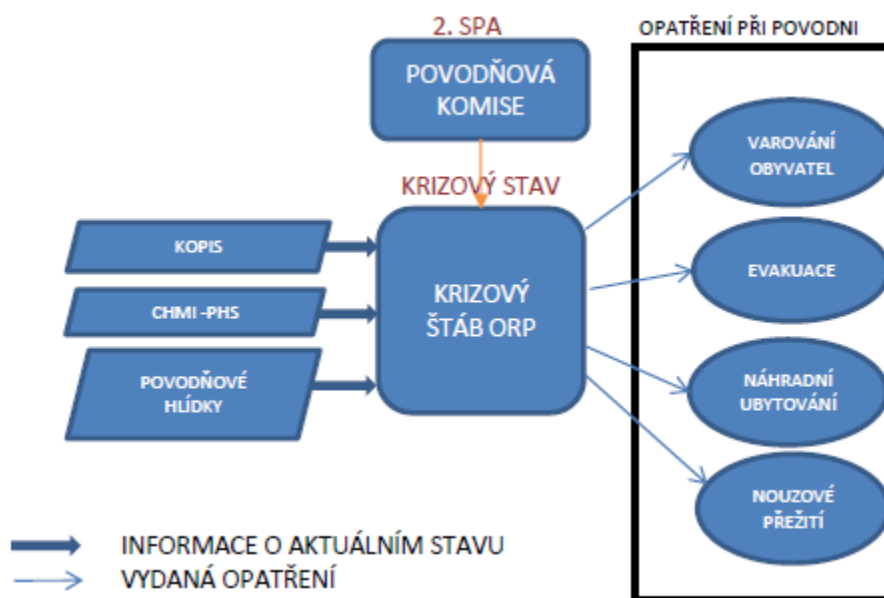 2. SPA
OPATŘENÍ PŘI POVODNI
POVODŇOVÁ
KOMISE
KRIZOVÝ STAV
KOPIS
CHMI -PHS
POVODŇOVÉ
HLÍDKY
KRIZOVÝ
ŠTÁB ORP
VAROVÁNÍ
OBYVATEL
EVAKUACE
NÁHRADNÍ
UBYTOVÁNÍ
NOUZOVÉ
PŘEŽITÍ
INFORMACE O AKTUÁLNÍM STAVU
VYDANÁ OPATŘENÍ